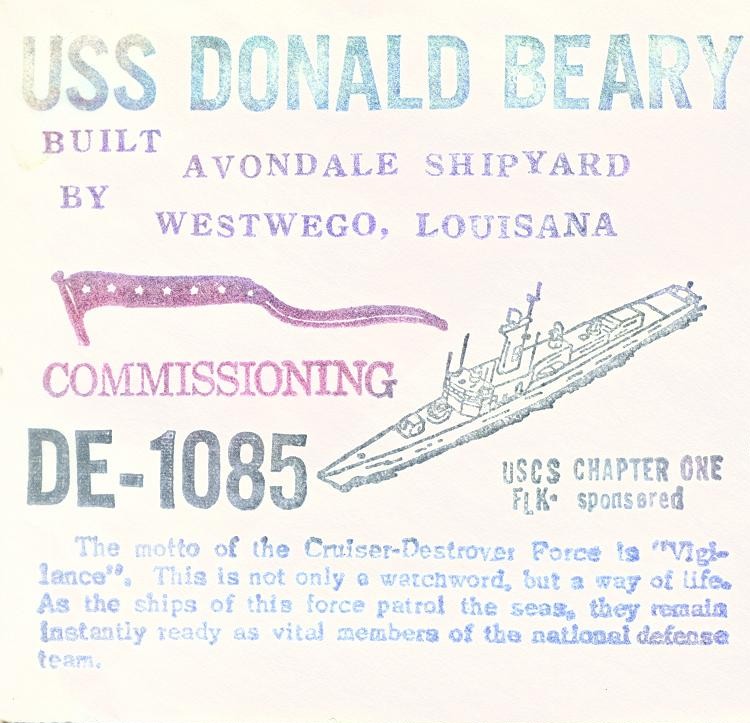 USS DONALD BEARY
BUILT
BY
AVONDALE SHIPYARD
WESTWEGO, LOUISANA
COMMISSIONING
DE-1085
USCS CHAPTER ONE
FLK. sponsered
The motto of the Cruiser-Destroyer Force is "Vigi-
lance". This is not only a watchword, but a way of life.
As the ships of this force patrol the seas, they remain
instantly ready as vital members of the national defense
team.